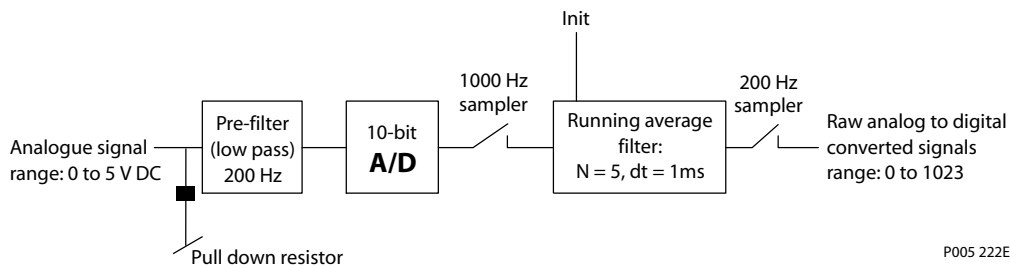 Init
1000 Hz
sampler
200 Hz
sampler
Analogue signal
range: 0 to 5 V DC
Pre-filter
(low pass)
200 Hz
10-bit
A/D
Running average
filter:
N = 5, dt = 1ms
Raw analog to digital
converted signals
range: 0 to 1023
Pull down resistor
P005 222E